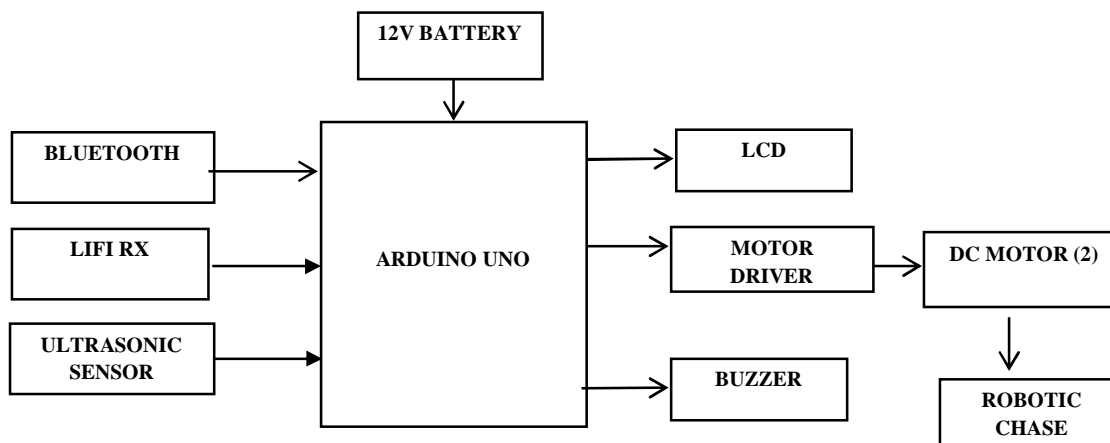 12V BATTERY
BLUETOOTH
LIFI RX
ULTRASONIC
SENSOR
ARDUINO UNO
LCD
MOTOR
DRIVER
DC MOTOR (2)
BUZZER
ROBOTIC
CHASE